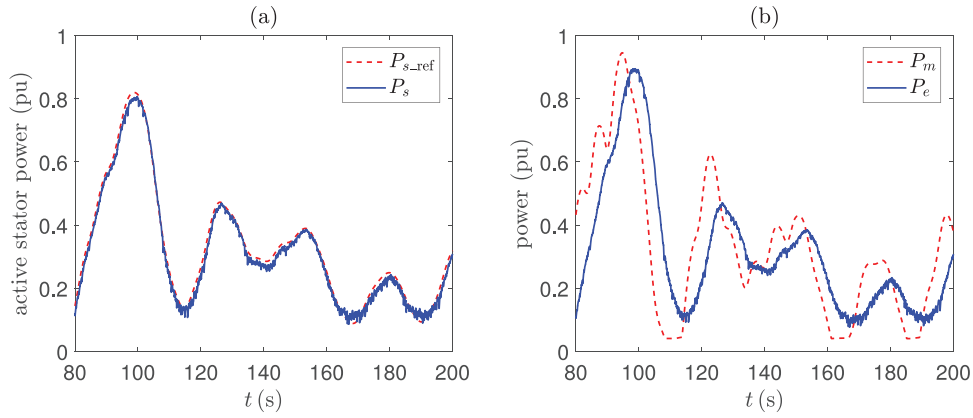 (a)
active stator power (pu)
1
0.8
0.6
0.4
0.2
0
80 100 120 140 160 180 200
t (s)
P_{s_ref}
P_s
(b)
power (pu)
1
0.8
0.6
0.4
0.2
0
80 100 120 140 160 180 200
t (s)
P_m
P_e